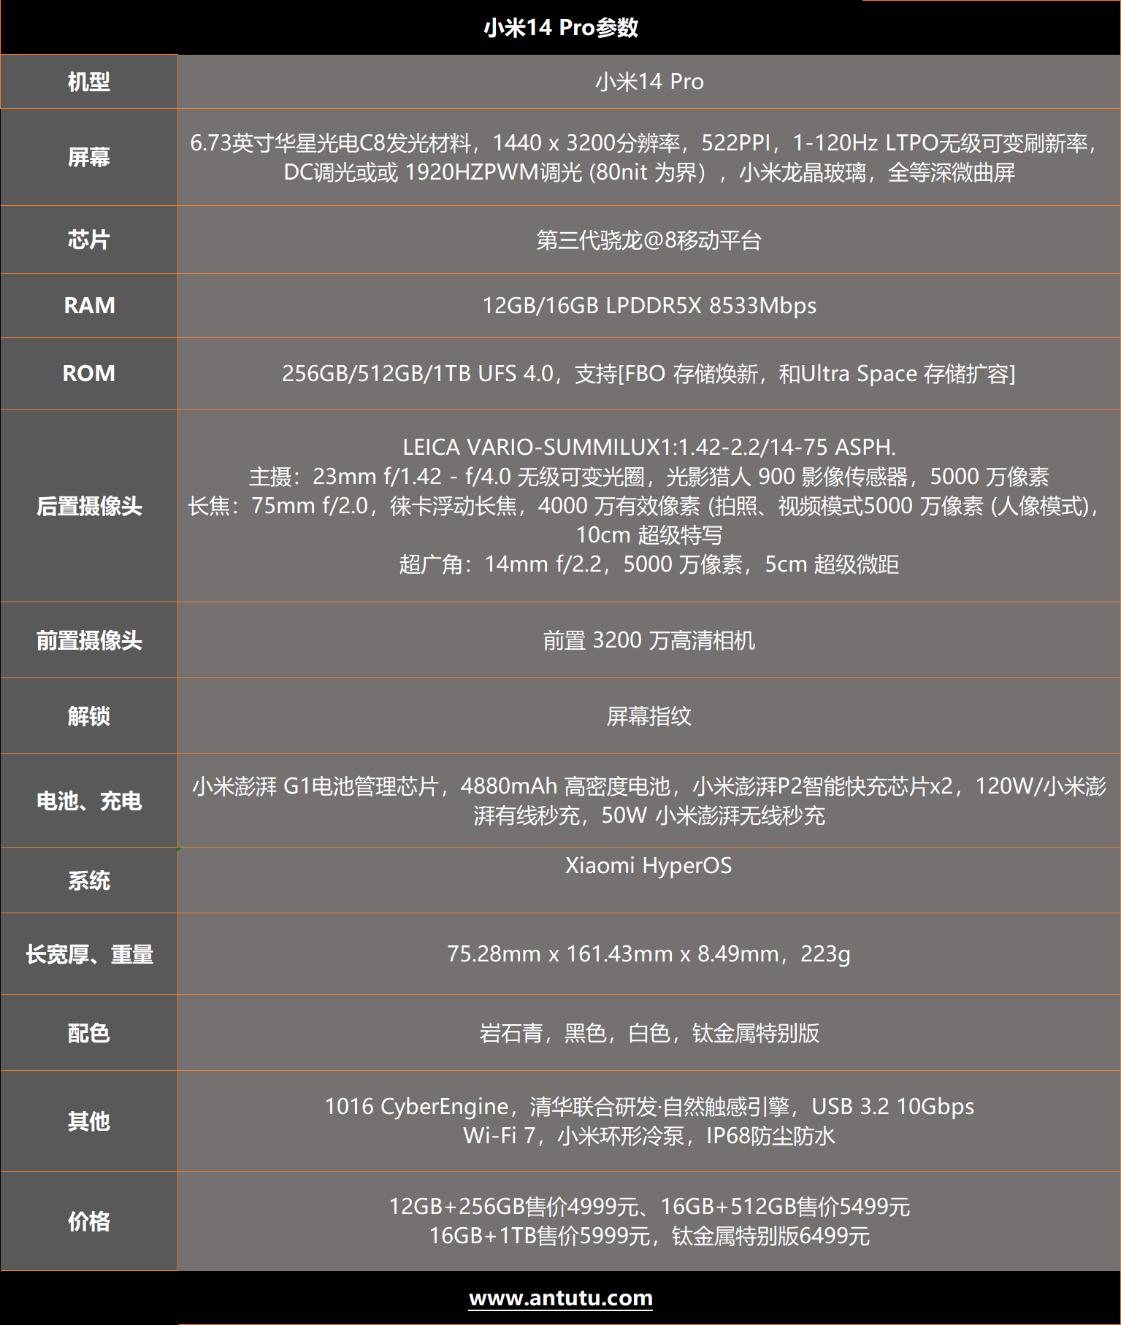 小米14 Pro参数
机型
小米14 Pro
屏幕
6.73英寸华星光电C8发光材料，1440 x 3200分辨率，522PPI，1-120Hz LTPO无级可变刷新率，
DC调光或或 1920HZPWM调光 (80nit 为界），小米龙晶玻璃，全等深微曲屏
芯片
第三代骁龙@8移动平台
RAM
12GB/16GB LPDDR5X 8533Mbps
ROM
256GB/512GB/1TB UFS 4.0，支持[FBO 存储焕新，和Ultra Space 存储扩容]
后置摄像头
LEICA VARIO-SUMMILUX1:1.42-2.2/14-75 ASPH.
主摄：23mm f/1.42 - f/4.0 无级可变光圈，光影猎人 900 影像传感器，5000 万像素
长焦：75mm f/2.0，徕卡浮动长焦，4000 万有效像素 (拍照、视频模式5000 万像素 (人像模式)，
10cm 超级特写
超广角：14mm f/2.2，5000 万像素，5cm 超级微距
前置摄像头
前置 3200 万高清相机
解锁
屏幕指纹
电池、充电
小米澎湃 G1电池管理芯片，4880mAh 高密度电池，小米澎湃P2智能快充芯片x2，120W/小米澎
湃有线秒充，50W 小米澎湃无线秒充
系统
Xiaomi HyperOS
长宽厚、重量
75.28mm x 161.43mm x 8.49mm，223g
配色
岩石青，黑色，白色，钛金属特别版
其他
1016 CyberEngine，清华联合研发·自然触感引擎，USB 3.2 10Gbps
Wi-Fi 7，小米环形冷泵，IP68防尘防水
价格
12GB+256GB售价4999元、16GB+512GB售价5499元
16GB+1TB售价5999元，钛金属特别版6499元
www.antutu.com